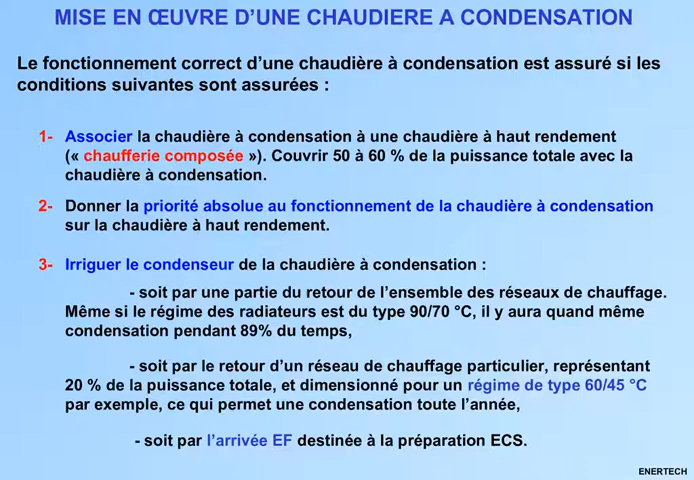 MISE EN ŒUVRE D’UNE CHAUDIERE A CONDENSATION
Le fonctionnement correct d’une chaudière à condensation est assuré si les
conditions suivantes sont assurées :
1- Associer la chaudière à condensation à une chaudière à haut rendement
(« chaufferie composée »). Couvrir 50 à 60 % de la puissance totale avec la
chaudière à condensation.
2- Donner la priorité absolue au fonctionnement de la chaudière à condensation
sur la chaudière à haut rendement.
3- Irriguer le condenseur de la chaudière à condensation :
- soit par une partie du retour de l’ensemble des réseaux de chauffage.
Même si le régime des radiateurs est du type 90/70 °C, il y aura quand même
condensation pendant 89% du temps,
- soit par le retour d’un réseau de chauffage particulier, représentant
20 % de la puissance totale, et dimensionné pour un régime de type 60/45 °C
par exemple, ce qui permet une condensation toute l’année,
- soit par l’arrivée EF destinée à la préparation ECS.
ENERTECH